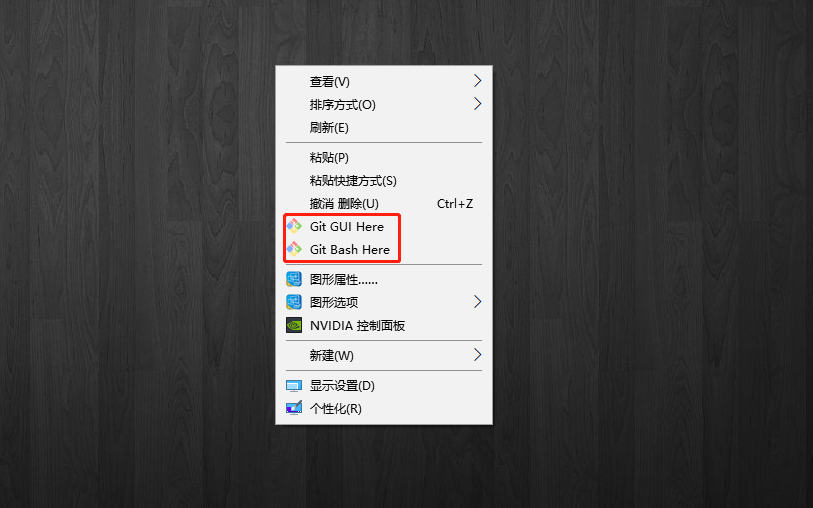 查看(V)
排序方式(O)
刷新(E)
粘贴(P)
粘贴快捷方式(S)
撤消 删除(U) Ctrl+Z
Git GUI Here
Git Bash Here
图形属性......
图形选项
NVIDIA 控制面板
新建(W)
显示设置(D)
个性化(R)